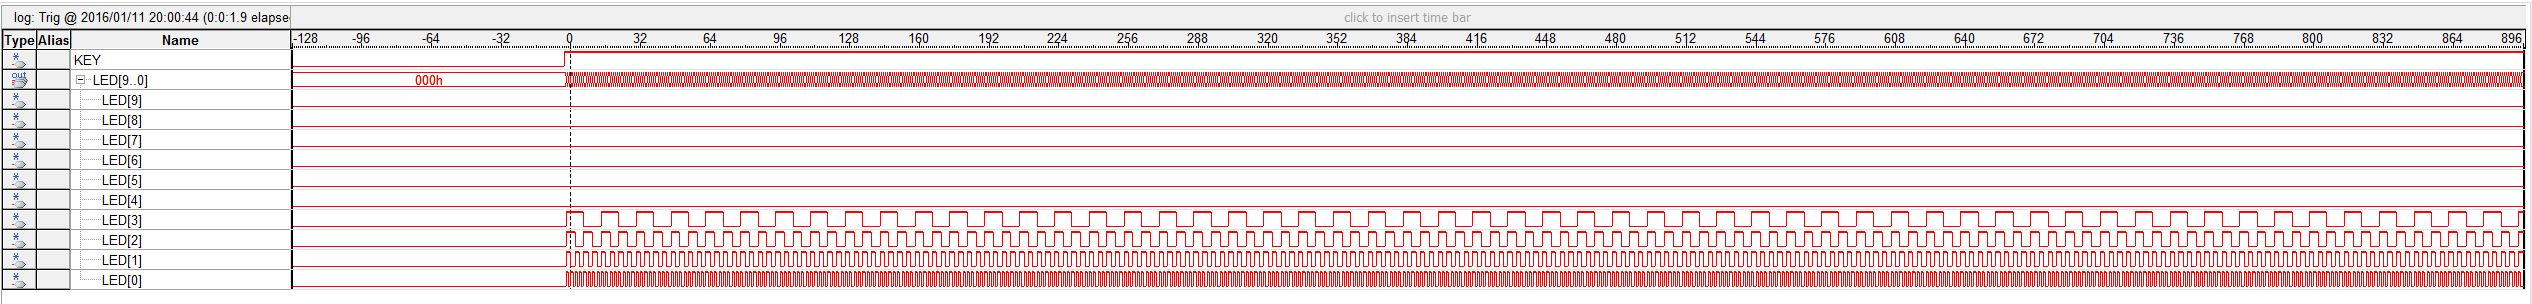 log: Trig @ 2016/01/11 20:00:44 (0:0:1.9 elapse
click to insert time bar
Type Alias Name -128 -96 -64 -32 0 32 64 96 128 160 192 224 256 288 320 352 384 416 448 480 512 544 576 608 640 672 704 736 768 800 832 864 896
KEY
out LED[9..0] 000h
LED[9]
LED[8]
LED[7]
LED[6]
LED[5]
LED[4]
LED[3]
LED[2]
LED[1]
LED[0]